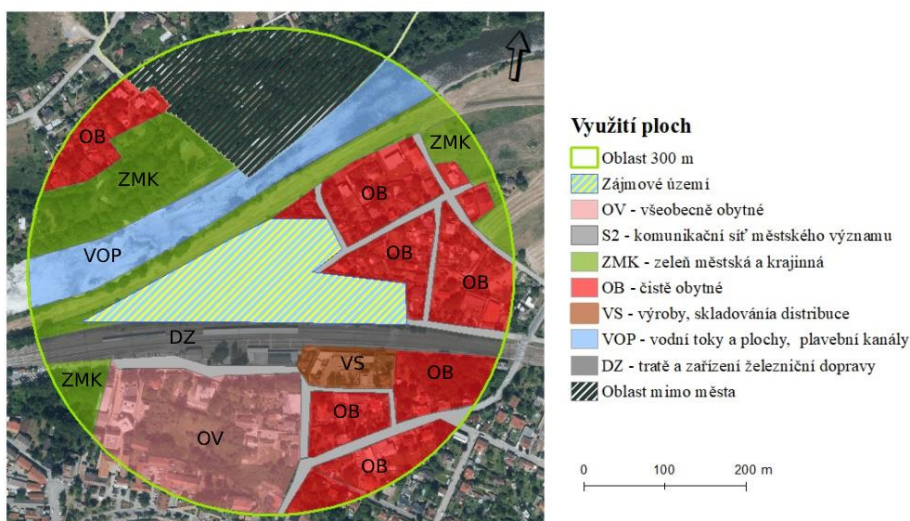 OB
ZMK
ZMK
OB
VOP
OB
OB
DZ
VS
ZMK
OB
OB
OV
OB
Využití ploch
Oblast 300 m
Zájmové území
OV - všeobecně obytné
S2 - komunikační síť městského významu
ZMK - zeleň městská a krajinná
OB - čistě obytné
VS - výroby, skladovánía distribuce
VOP - vodní toky a plochy, plavební kanály
DZ - tratě a zařízení železniční dopravy
Oblast mimo města
0 100 200 m